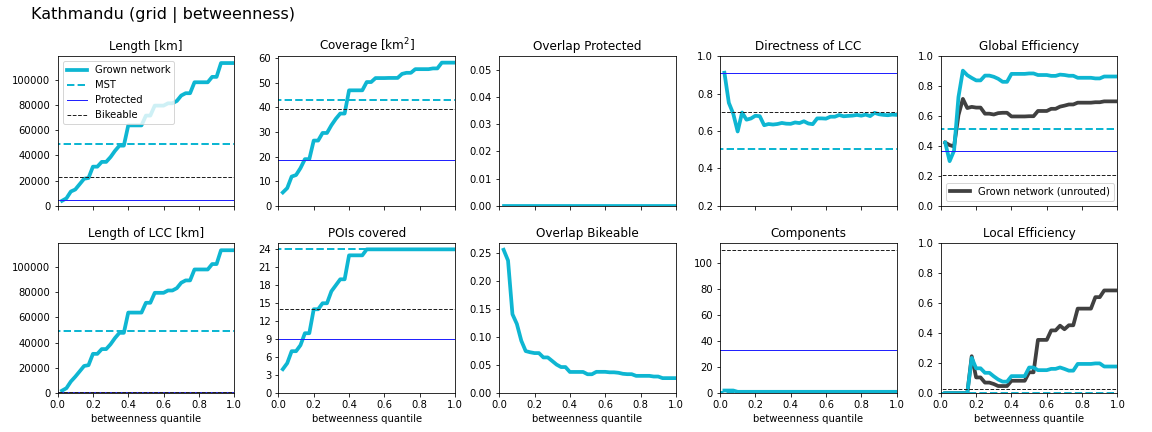 Kathmandu (grid | betweenness)
Length [km]
Coverage [km²]
Overlap Protected
Directness of LCC
Global Efficiency
Grown network
MST
Protected
Bikeable
100000
80000
60000
40000
20000
0
60
50
40
30
20
10
0
0.05
0.04
0.03
0.02
0.01
0.00
1.0
0.8
0.6
0.4
0.2
1.0
0.8
0.6
0.4
0.2
0.0
Grown network (unrouted)
Length of LCC [km]
POIs covered
Overlap Bikeable
Components
Local Efficiency
100000
80000
60000
40000
20000
0
24
21
18
15
12
9
6
3
0
0.25
0.20
0.15
0.10
0.05
0.00
100
80
60
40
20
0
1.0
0.8
0.6
0.4
0.2
0.0
0.0 0.2 0.4 0.6 0.8 1.0
0.0 0.2 0.4 0.6 0.8 1.0
0.0 0.2 0.4 0.6 0.8 1.0
0.0 0.2 0.4 0.6 0.8 1.0
0.0 0.2 0.4 0.6 0.8 1.0
betweenness quantile
betweenness quantile
betweenness quantile
betweenness quantile
betweenness quantile